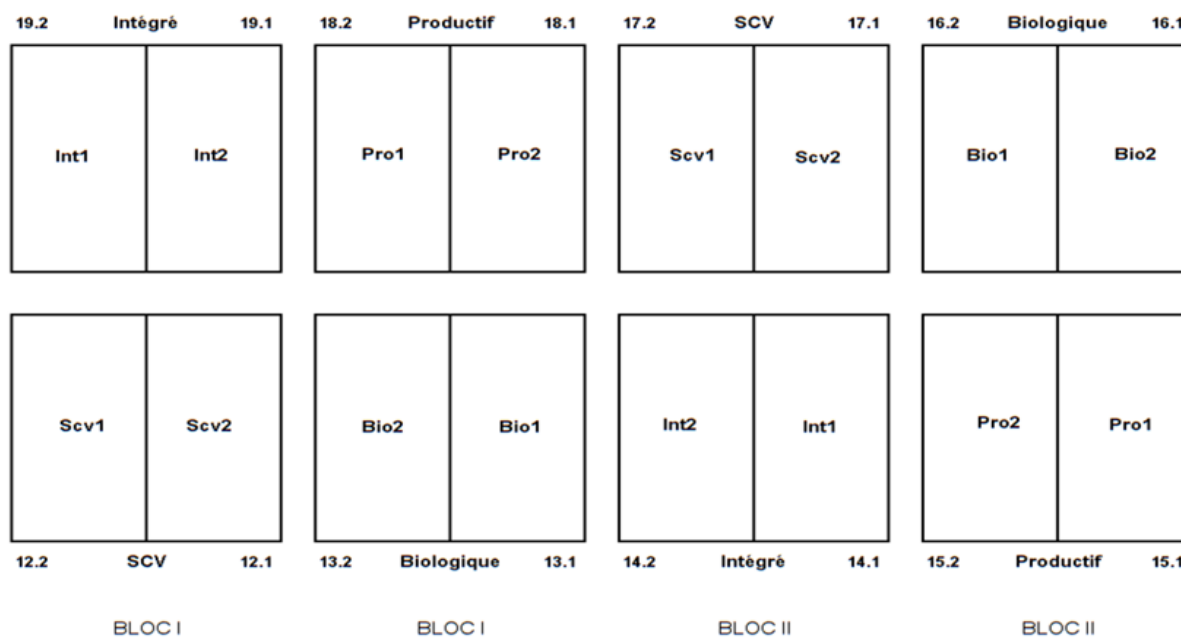 19.2 Intégré 19.1 18.2 Productif 18.1 17.2 SCV 17.1 16.2 Biologique 16.1
Int1 Int2 Pro1 Pro2 Scv1 Scv2 Bio1 Bio2
Scv1 Scv2 Bio2 Bio1 Int2 Int1 Pro2 Pro1
12.2 SCV 12.1 13.2 Biologique 13.1 14.2 Intégré 14.1 15.2 Productif 15.1
BLOC I BLOC I BLOC II BLOC II